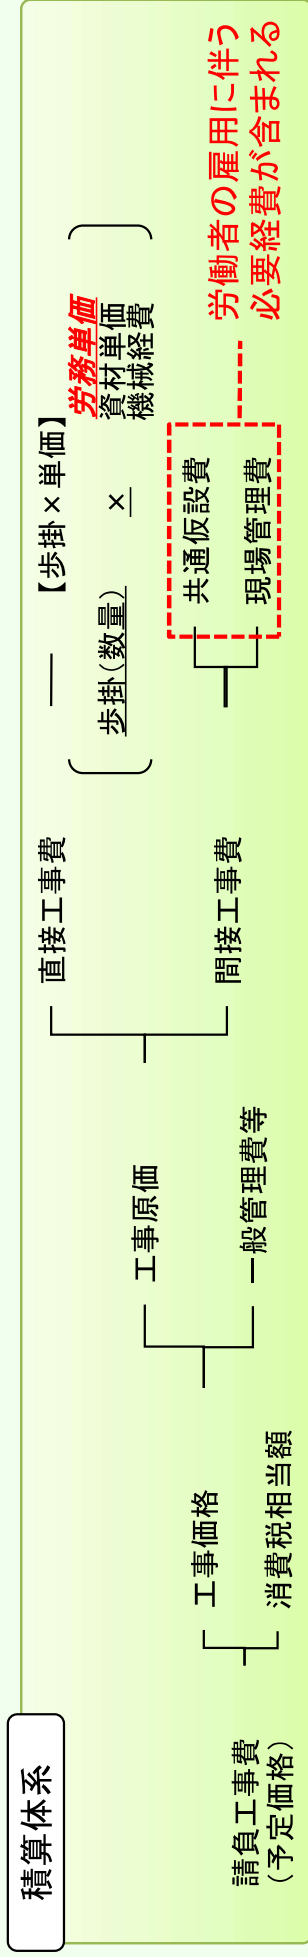 積算体系
請負工事費
(予定価格)
工事価格
消費税相当額
工事原価
一般管理費等
直接工事費
間接工事費
【歩掛×単価】
歩掛(数量)
×
労務単価
資材単価
機械経費
共通仮設費
現場管理費
労働者の雇用に伴う
必要経費が含まれる